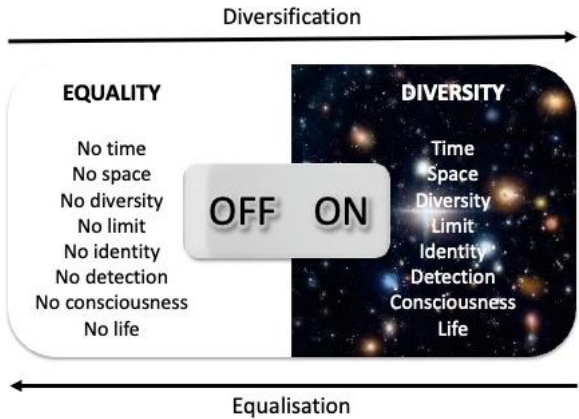 Diversification
EQUALITY
No time
No space
No diversity
No limit
No identity
No detection
No consciousness
No life
OFF ON
DIVERSITY
Time
Space
Diversity
Limit
Identity
Detection
Consciousness
Life
Equalisation